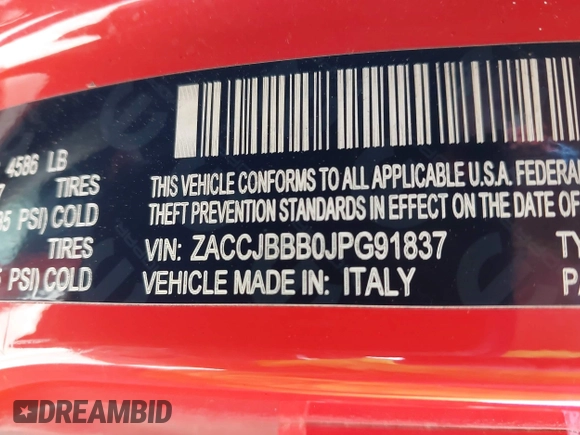 4586 LB
TIRES
PSI) COLD
TIRES
PSI) COLD
THIS VEHICLE CONFORMS TO ALL APPLICABLE U.S.A. FEDERAL
THEFT PREVENTION STANDARDS IN EFFECT ON THE DATE OF
VIN: ZACCJBBB0JPG91837
VEHICLE MADE IN: ITALY
DREAMBID